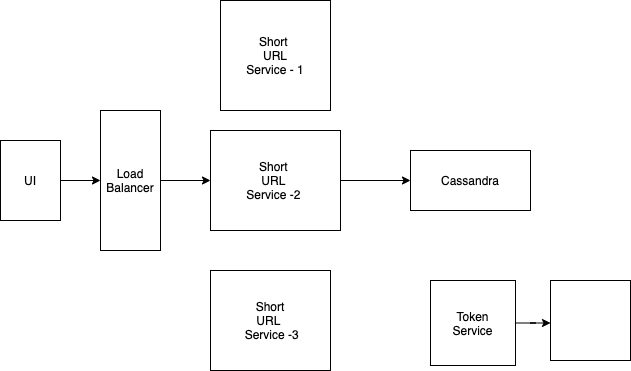 Short
URL
Service - 1
UI
Load
Balancer
Short
URL
Service -2
Cassandra
Short
URL
Service -3
Token
Service